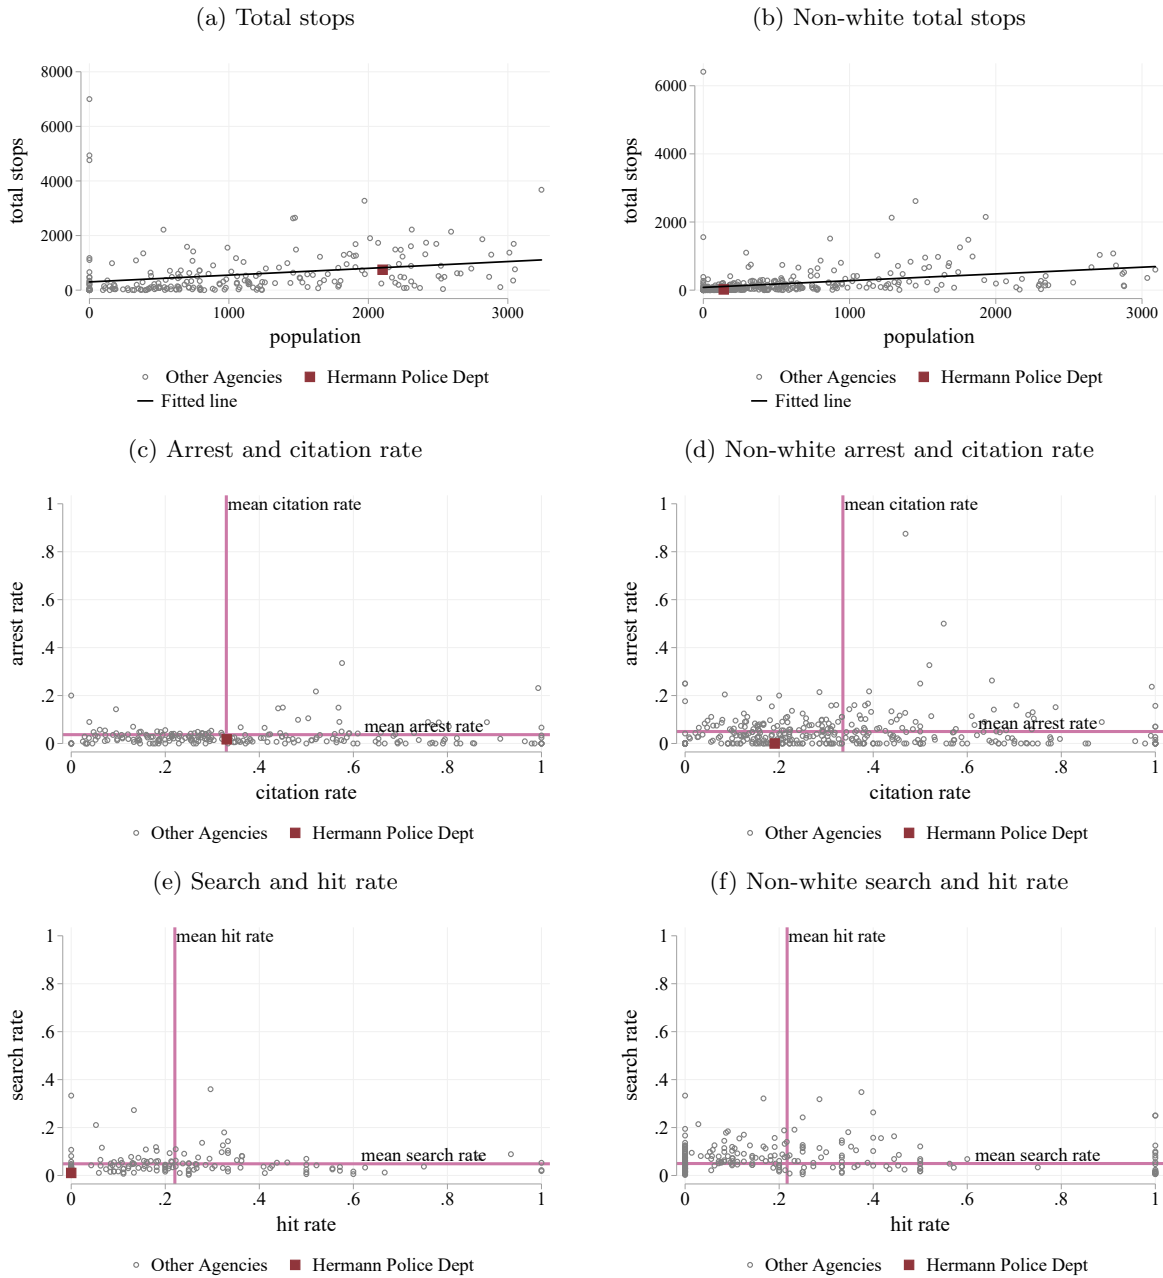 (a) Total stops
(b) Non-white total stops
8000
6000
4000
2000
0
total stops
0 1000 2000 3000
population
Other Agencies Hermann Police Dept
Fitted line
6000
4000
2000
0
total stops
0 1000 2000 3000
population
Other Agencies Hermann Police Dept
Fitted line
(c) Arrest and citation rate
(d) Non-white arrest and citation rate
1
.8
.6
.4
.2
0
arrest rate
mean citation rate
mean arrest rate
0 .2 .4 .6 .8 1
citation rate
Other Agencies Hermann Police Dept
1
.8
.6
.4
.2
0
arrest rate
mean citation rate
mean arrest rate
0 .2 .4 .6 .8 1
citation rate
Other Agencies Hermann Police Dept
(e) Search and hit rate
(f) Non-white search and hit rate
1
.8
.6
.4
.2
0
search rate
mean hit rate
mean search rate
0 .2 .4 .6 .8 1
hit rate
Other Agencies Hermann Police Dept
1
.8
.6
.4
.2
0
search rate
mean hit rate
mean search rate
0 .2 .4 .6 .8 1
hit rate
Other Agencies Hermann Police Dept